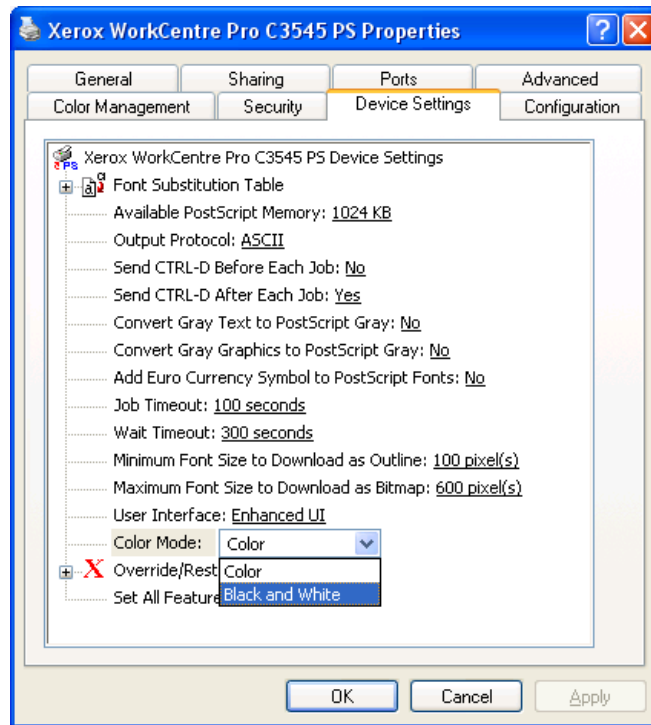 Xerox WorkCentre Pro C3545 PS Properties
General Sharing Ports Advanced
Color Management Security Device Settings Configuration
Xerox WorkCentre Pro C3545 PS Device Settings
Font Substitution Table
Available PostScript Memory: 1024 KB
Output Protocol: ASCII
Send CTRL-D Before Each Job: No
Send CTRL-D After Each Job: Yes
Convert Gray Text to PostScript Gray: No
Convert Gray Graphics to PostScript Gray: No
Add Euro Currency Symbol to PostScript Fonts: No
Job Timeout: 100 seconds
Wait Timeout: 300 seconds
Minimum Font Size to Download as Outline: 100 pixel(s)
Maximum Font Size to Download as Bitmap: 600 pixel(s)
User Interface: Enhanced UI
Color Mode: Color
Override/Rest Color
Set All Feature Black and White
OK Cancel Apply